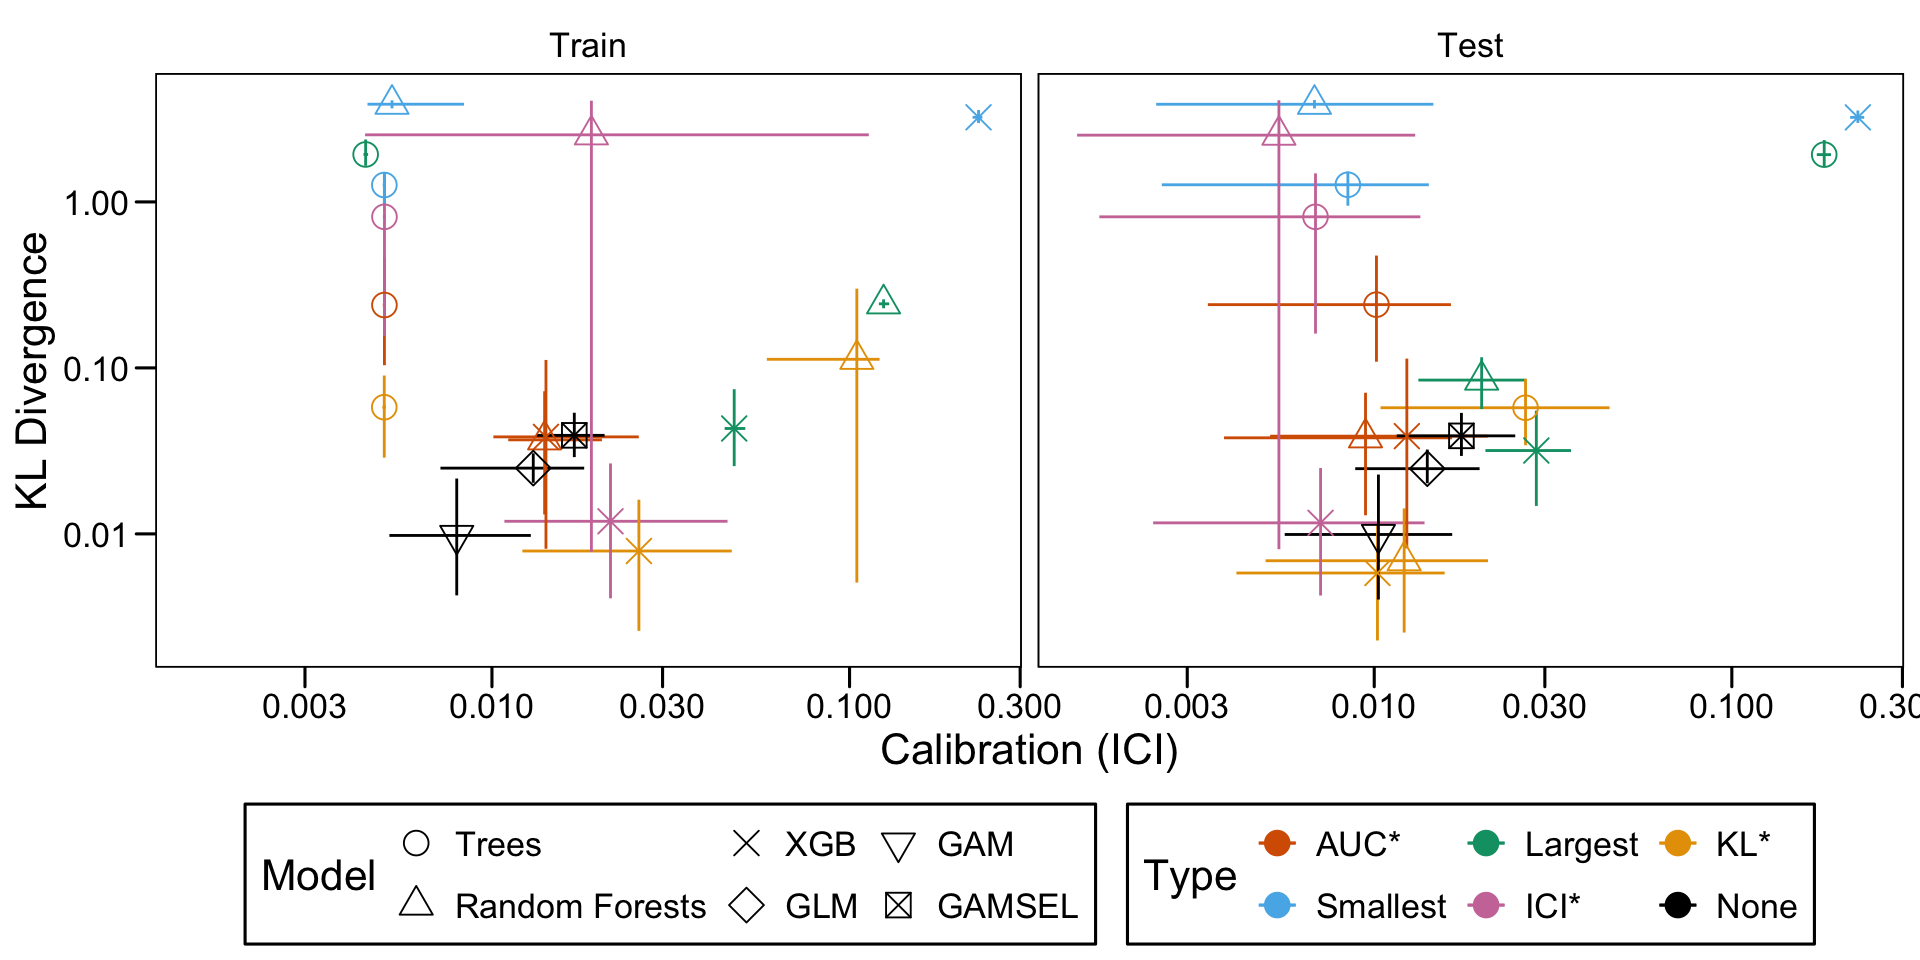 Train Test
KL Divergence
1.00
0.10
0.01
0.003 0.010 0.030 0.100 0.300 0.003 0.010 0.030 0.100 0.30
Calibration (ICI)
Model Trees XGB GAM
Random Forests GLM GAMSEL
Type AUC* Largest KL*
Smallest ICI* None